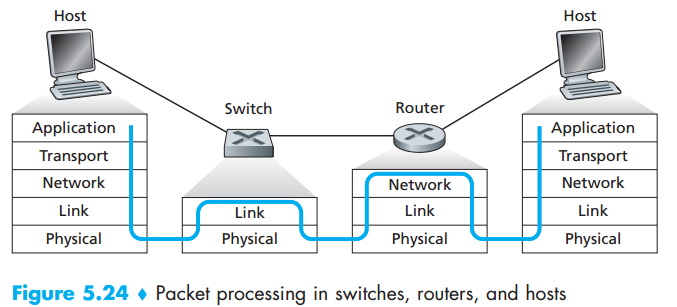 Host
Host
Switch
Router
Application
Application
Transport
Transport
Network
Network
Network
Link
Link
Link
Link
Physical
Physical
Physical
Physical
Figure 5.24 ♦ Packet processing in switches, routers, and hosts